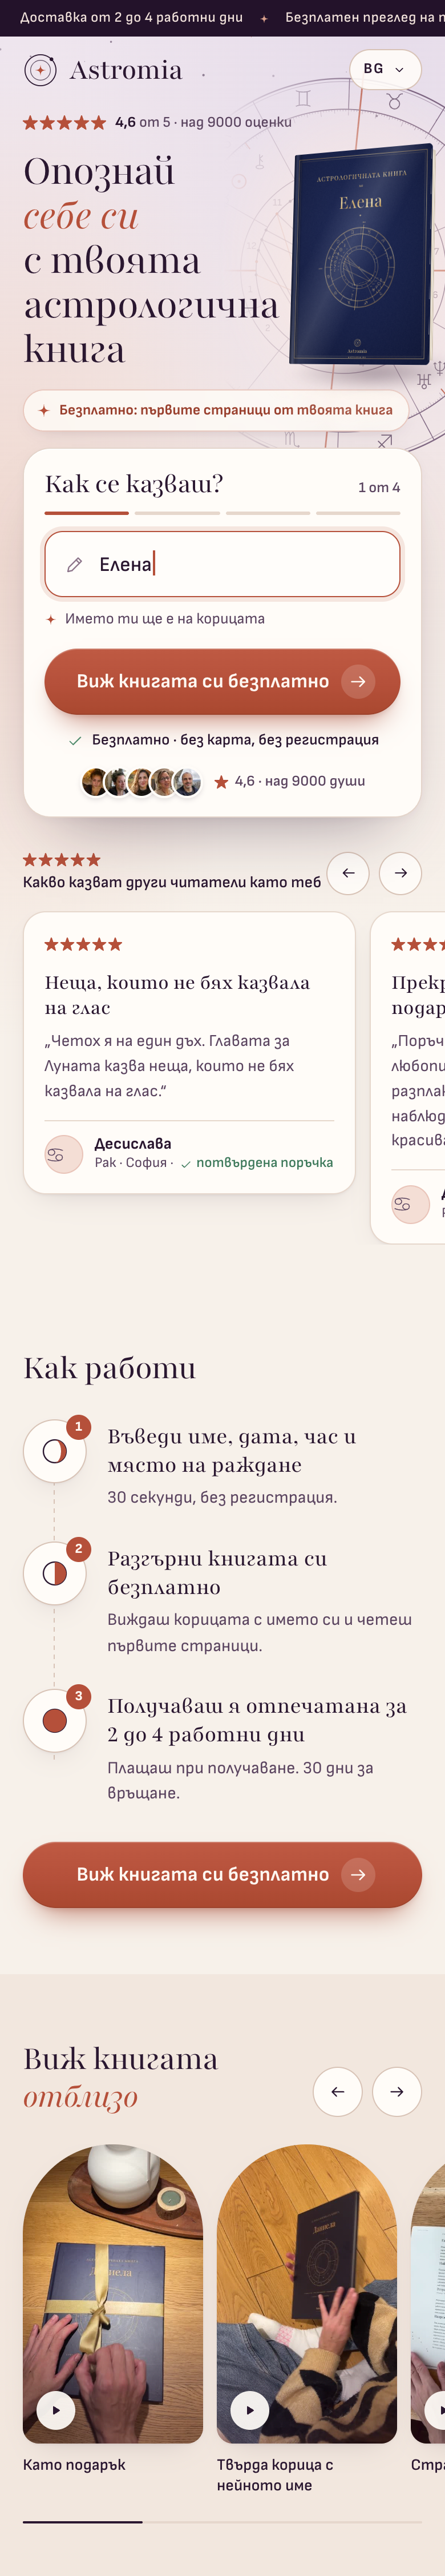 Доставка от 2 до 4 работни дни ✦ Безплатен преглед на
Astromia
BG
4,6 от 5 · над 9000 оценки
Опознай
себе си
с твоята
астрологична
книга
АСТРОЛОГИЧНАТА КНИГА
Елена
Astromia
Безплатно: първите страници от твоята книга
Как се казваш?
1 от 4
Елена
Името ти ще е на корицата
Виж книгата си безплатно
Безплатно · без карта, без регистрация
4,6 · над 9000 души
Какво казват други читатели като теб
Неща, които не бях казвала
на глас
„Четох я на един дъх. Главата за
Луната казва неща, които не бях
казвала на глас.“
Десислава
Рак · София · ✓ потвърдена поръчка
Как работи
1
Въведи име, дата, час и
място на раждане
30 секунди, без регистрация.
2
Разгърни книгата си
безплатно
Виждаш корицата с името си и четеш
първите страници.
3
Получаваш я отпечатана за
2 до 4 работни дни
Плащаш при получаване. 30 дни за
връщане.
Виж книгата си безплатно
Виж книгата
отблизо
Даниела
Като подарък
Твърда корица с
нейното име